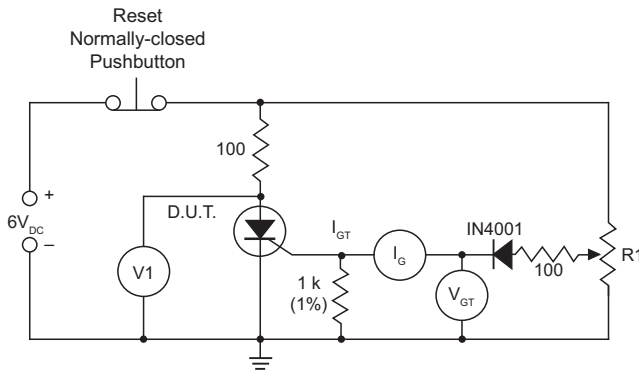 Reset
Normally-closed
Pushbutton
100
+
6V_DC
–
D.U.T.
V1
I_GT
I_G
1 k
(1%)
V_GT
IN4001
100
R1